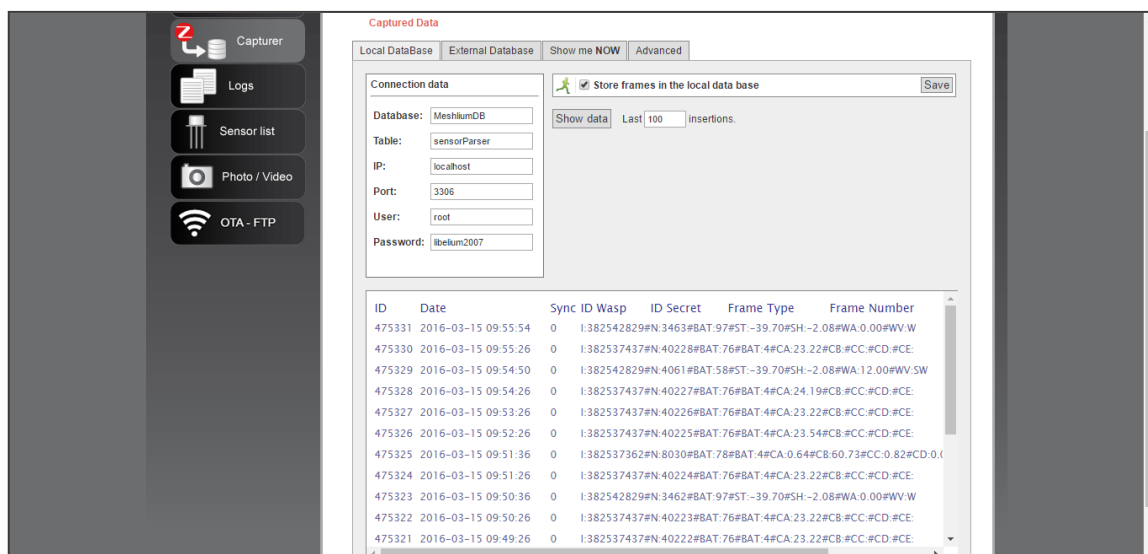 Captured Data
Capturer
Logs
Sensor list
Photo / Video
OTA - FTP
Local DataBase External Database Show me NOW Advanced
Connection data
Database: MeshliumDB
Table: sensorParser
IP: localhost
Port: 3306
User: root
Password: libelium2007
Store frames in the local data base Save
Show data Last 100 insertions.
ID Date Sync ID Wasp ID Secret Frame Type Frame Number
475331 2016-03-15 09:55:54 0 I:382542829#N:3463#BAT:97#ST:-39.70#SH:-2.08#WA:0.00#WV:W
475330 2016-03-15 09:55:26 0 I:382537437#N:40228#BAT:76#BAT:4#CA:23.22#CB:#CC:#CD:#CE:
475329 2016-03-15 09:54:50 0 I:382542829#N:4061#BAT:58#ST:-39.70#SH:-2.08#WA:12.00#WV:SW
475328 2016-03-15 09:54:26 0 I:382537437#N:40227#BAT:76#BAT:4#CA:24.19#CB:#CC:#CD:#CE:
475327 2016-03-15 09:53:26 0 I:382537437#N:40226#BAT:76#BAT:4#CA:23.22#CB:#CC:#CD:#CE:
475326 2016-03-15 09:52:26 0 I:382537437#N:40225#BAT:76#BAT:4#CA:23.54#CB:#CC:#CD:#CE:
475325 2016-03-15 09:51:36 0 I:382537362#N:8030#BAT:78#BAT:4#CA:0.64#CB:60.73#CC:0.82#CD:0.0
475324 2016-03-15 09:51:26 0 I:382537437#N:40224#BAT:76#BAT:4#CA:23.22#CB:#CC:#CD:#CE:
475323 2016-03-15 09:50:36 0 I:382542829#N:3462#BAT:97#ST:-39.70#SH:-2.08#WA:0.00#WV:W
475322 2016-03-15 09:50:26 0 I:382537437#N:40223#BAT:76#BAT:4#CA:23.22#CB:#CC:#CD:#CE:
475321 2016-03-15 09:49:26 0 I:382537437#N:40222#BAT:76#BAT:4#CA:23.22#CB:#CC:#CD:#CE: